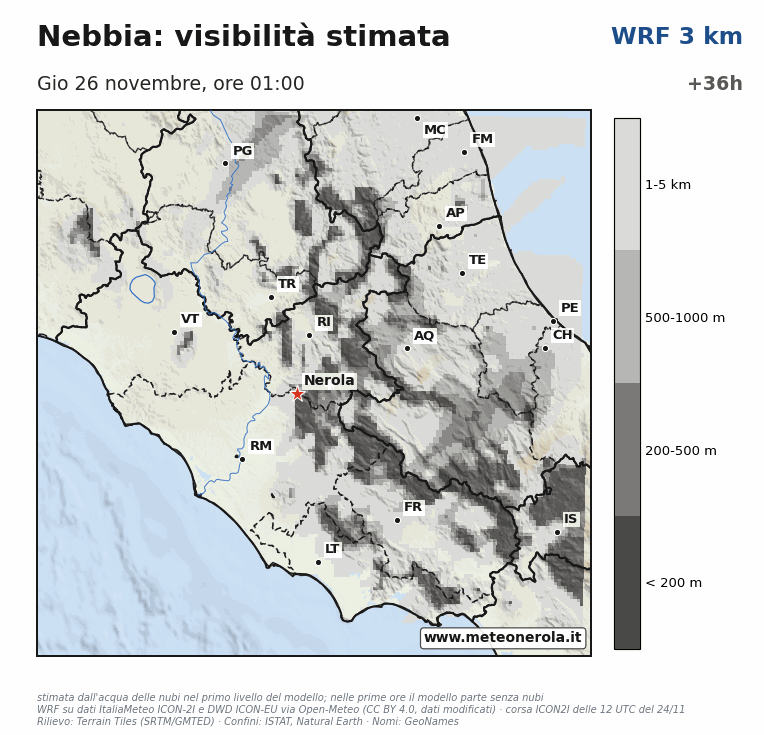 Nebbia: visibilità stimata
WRF 3 km
Gio 26 novembre, ore 01:00
+36h
MC
FM
PG
AP
TE
TR
PE
VT
RI
AQ
CH
Nerola
RM
FR
IS
LT
www.meteonerola.it
1-5 km
500-1000 m
200-500 m
< 200 m
stimata dall'acqua delle nubi nel primo livello del modello; nelle prime ore il modello parte senza nubi
WRF su dati ItaliaMeteo ICON-2I e DWD ICON-EU via Open-Meteo (CC BY 4.0, dati modificati) · corsa ICON2I delle 12 UTC del 24/11
Rilievo: Terrain Tiles (SRTM/GMTED) · Confini: ISTAT, Natural Earth · Nomi: GeoNames